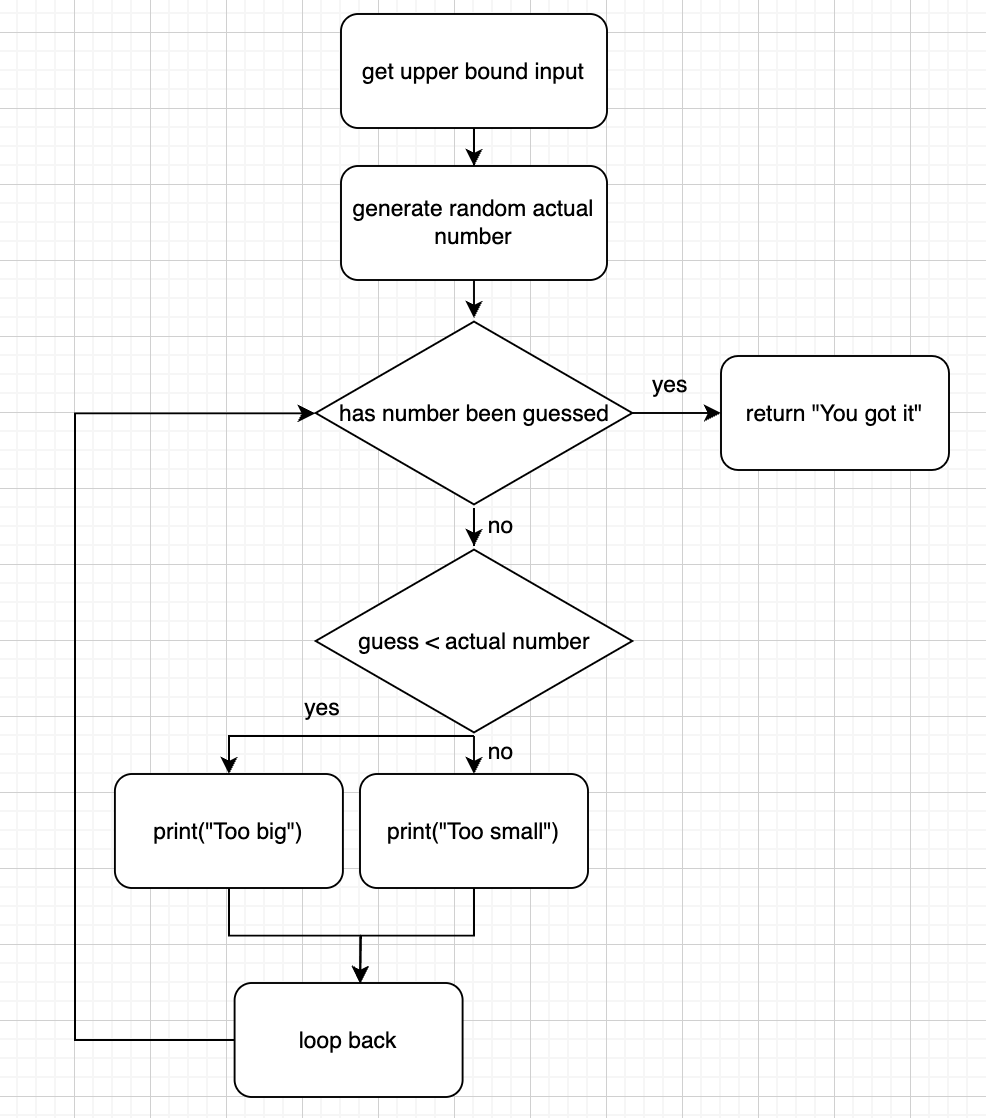 get upper bound input
generate random actual
number
has number been guessed
yes
return "You got it"
no
guess < actual number
yes
no
print("Too big")
print("Too small")
loop back